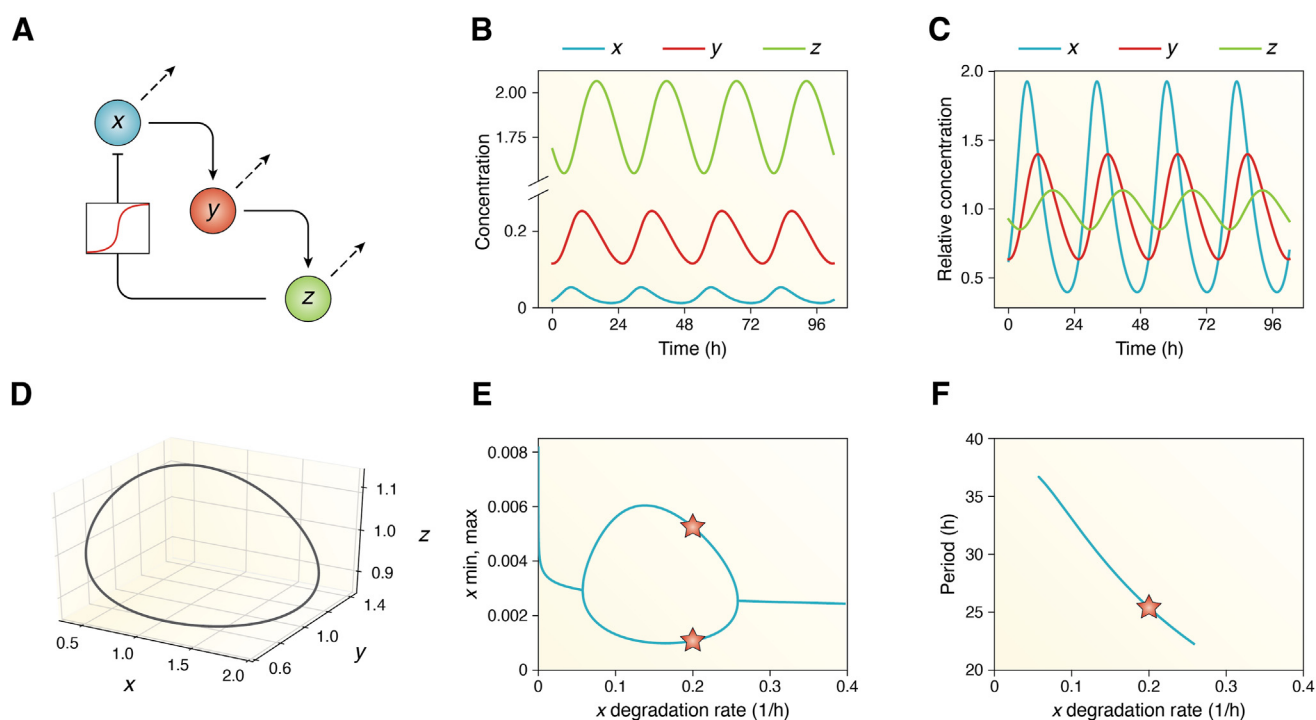 A
x
y
z
B
x y z
Concentration
2.00
1.75
0.2
0
0 24 48 72 96
Time (h)
C
x y z
Relative concentration
2.0
1.5
1.0
0.5
0 24 48 72 96
Time (h)
D
1.1
1.0
0.9
z
1.4
1.0
0.6
y
0.5 1.0 1.5 2.0
x
E
x min, max
0.008
0.006
0.004
0.002
0
0 0.1 0.2 0.3 0.4
x degradation rate (1/h)
F
Period (h)
40
35
30
25
20
0 0.1 0.2 0.3 0.4
x degradation rate (1/h)